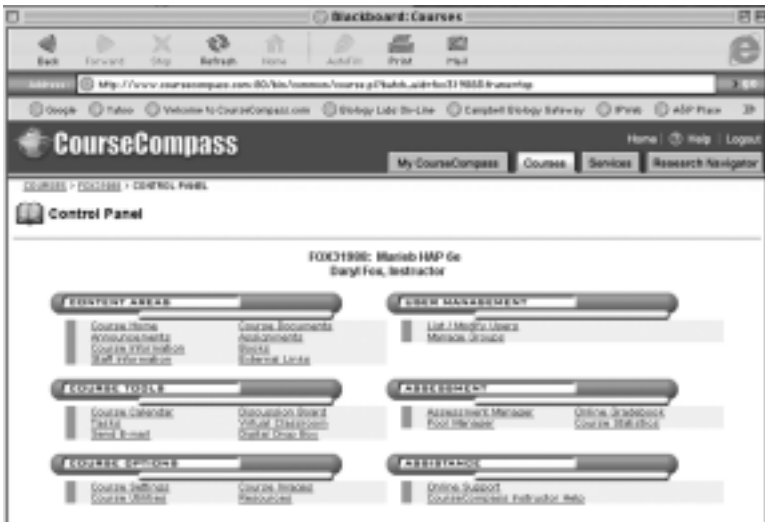 Blackboard: Courses
Back Forward Stop Refresh Home AutoFill Print Mail
Google Yahoo Welcome to CourseCompass.com Biology Labs On-Line Campbell Biology Gateway
CourseCompass
Home Help Logout
My CourseCompass Courses Services Research Navigator
COURSES > FOX31988 > CONTROL PANEL
Control Panel
FOX31988: Marieb HAP 6e
Daryl Fox, Instructor
CONTENT AREAS USER MANAGEMENT
Course Home Course Documents List / Modify Users
Announcements Assignments Manage Groups
Course Information Books
Staff Information External Links
COURSE TOOLS ASSESSMENT
Course Calendar Discussion Board Assessment Manager Online Gradebook
Tasks Virtual Classroom Pool Manager Course Statistics
Send E-mail Digital Drop Box
COURSE OPTIONS ASSISTANCE
Course Settings Course Images Online Support
Course Utilities Resources CourseCompass Instructor Help